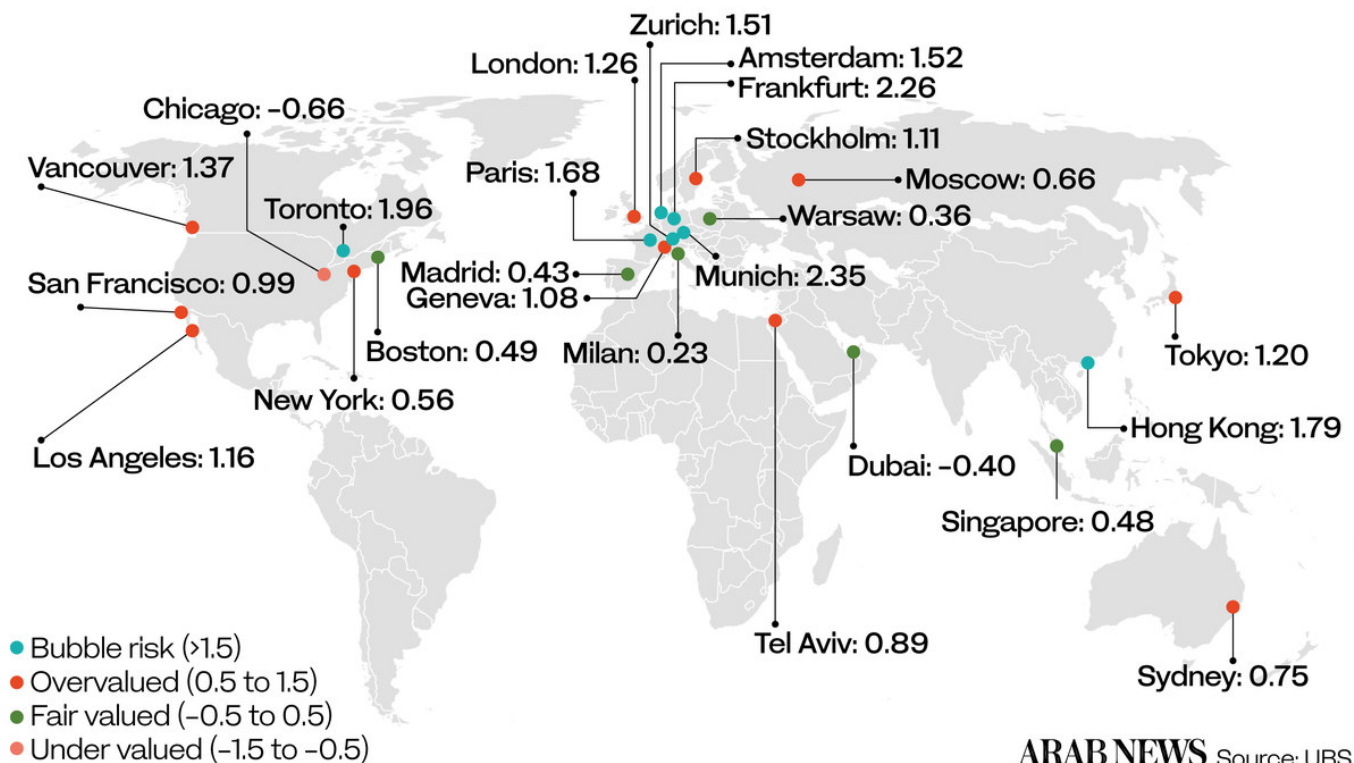 Zurich: 1.51
London: 1.26
Amsterdam: 1.52
Frankfurt: 2.26
Chicago: –0.66
Stockholm: 1.11
Vancouver: 1.37
Paris: 1.68
Moscow: 0.66
Toronto: 1.96
Warsaw: 0.36
San Francisco: 0.99
Madrid: 0.43
Munich: 2.35
Geneva: 1.08
Boston: 0.49
Milan: 0.23
Tokyo: 1.20
New York: 0.56
Hong Kong: 1.79
Los Angeles: 1.16
Dubai: –0.40
Singapore: 0.48
Tel Aviv: 0.89
Sydney: 0.75
Bubble risk (>1.5)
Overvalued (0.5 to 1.5)
Fair valued (–0.5 to 0.5)
Under valued (–1.5 to –0.5)
ARAB NEWS Source: UBS